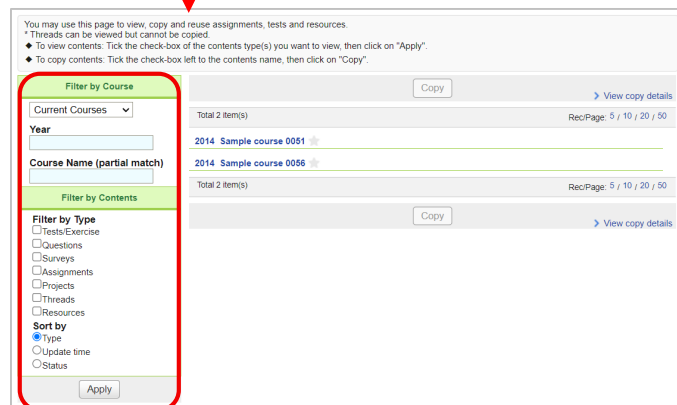 You may use this page to view, copy and reuse assignments, tests and resources.
* Threads can be viewed but cannot be copied.
◆ To view contents: Tick the check-box of the contents type(s) you want to view, then click on "Apply".
◆ To copy contents: Tick the check-box left to the contents name, then click on "Copy".
Filter by Course
Current Courses
Year
Course Name (partial match)
Filter by Contents
Filter by Type
Tests/Exercise
Questions
Surveys
Assignments
Projects
Threads
Resources
Sort by
Type
Update time
Status
Apply
Copy
View copy details
Total 2 item(s) Rec/Page: 5 / 10 / 20 / 50
2014 Sample course 0051
2014 Sample course 0056
Total 2 item(s) Rec/Page: 5 / 10 / 20 / 50
Copy
View copy details